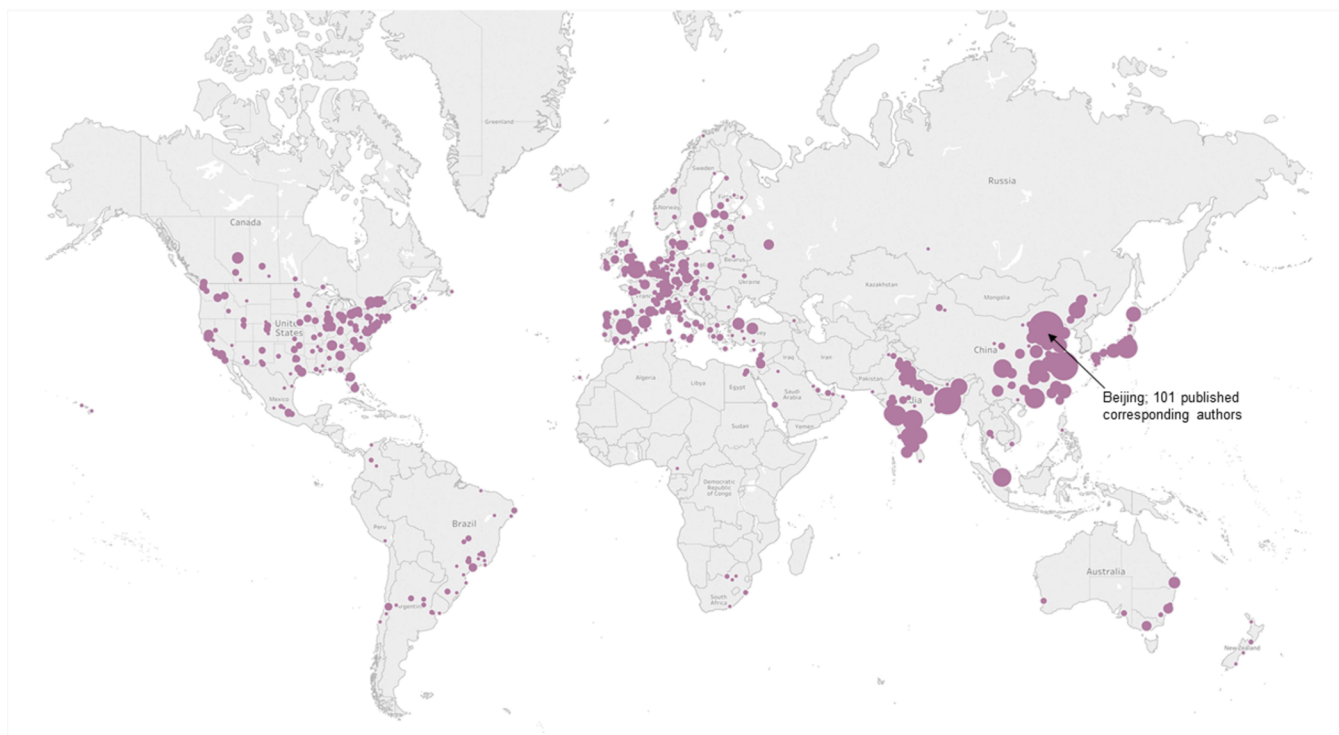 Greenland
Sweden
Russia
Norway
Canada
Belarus
Ukraine
Kazakhstan
Mongolia
United
States
China
Iraq
Iran
Algeria
Libya
Egypt
Pakistan
Saudi
Arabia
Beijing; 101 published
corresponding authors
Mexico
dia
Sudan
Yemen
Democratic
Republic
of Congo
Peru
Brazil
Australia
South
Africa
Argentin
New Zealand